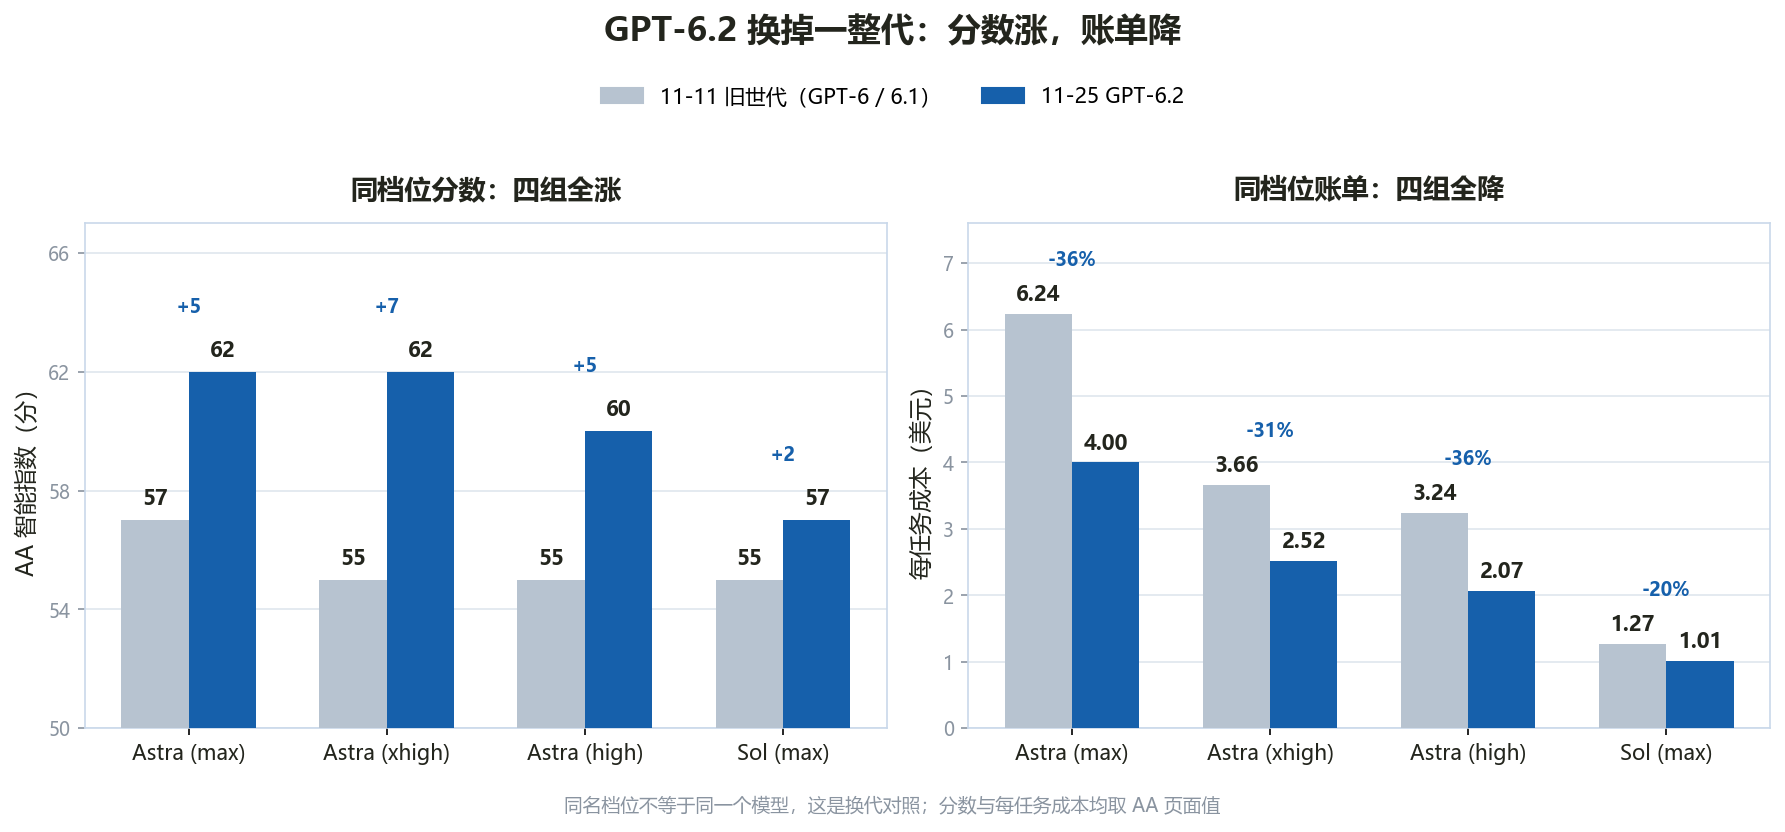 GPT-6.2 换掉一整代：分数涨，账单降
11-11 旧世代（GPT-6 / 6.1）
11-25 GPT-6.2
同档位分数：四组全涨
AA 智能指数（分）
66
62
58
54
50
+5
+7
+5
+2
57
62
55
62
55
60
55
57
Astra (max)
Astra (xhigh)
Astra (high)
Sol (max)
同档位账单：四组全降
每任务成本（美元）
7
6
5
4
3
2
1
0
-36%
-31%
-36%
-20%
6.24
4.00
3.66
2.52
3.24
2.07
1.27
1.01
Astra (max)
Astra (xhigh)
Astra (high)
Sol (max)
同名档位不等于同一个模型，这是换代对照；分数与每任务成本均取 AA 页面值